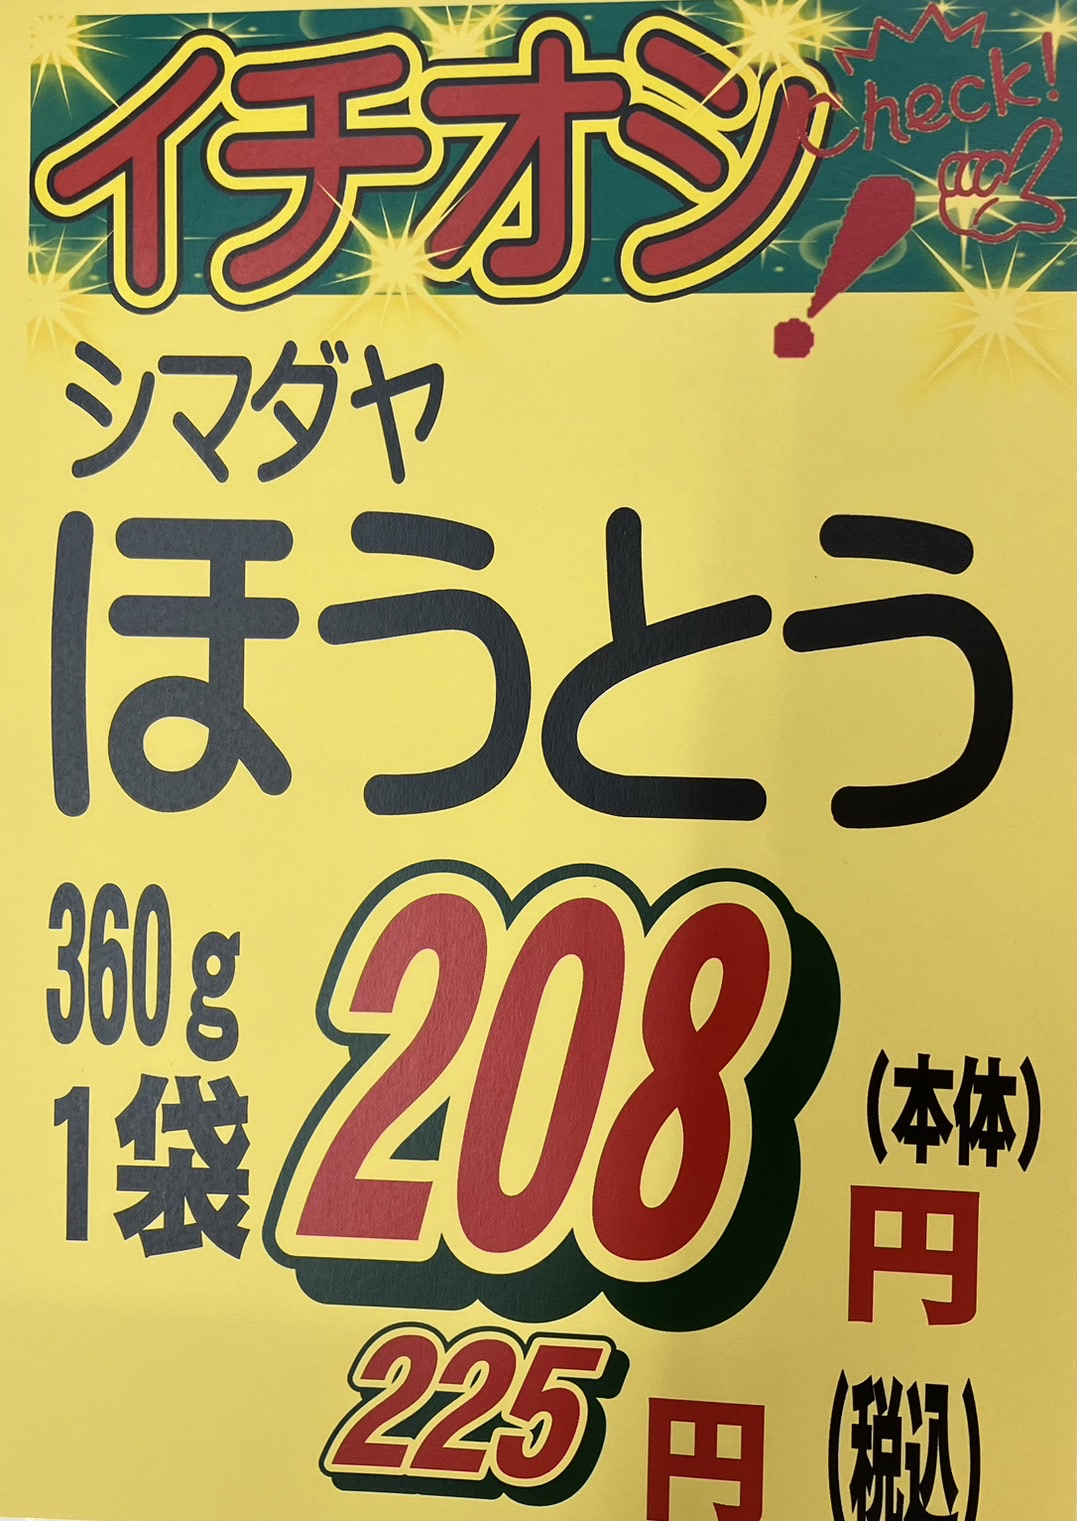 イチオシ
Check!
!
シマダヤ
ほうとう
360g
1袋
208
(本体)
円
225
円
(税込)